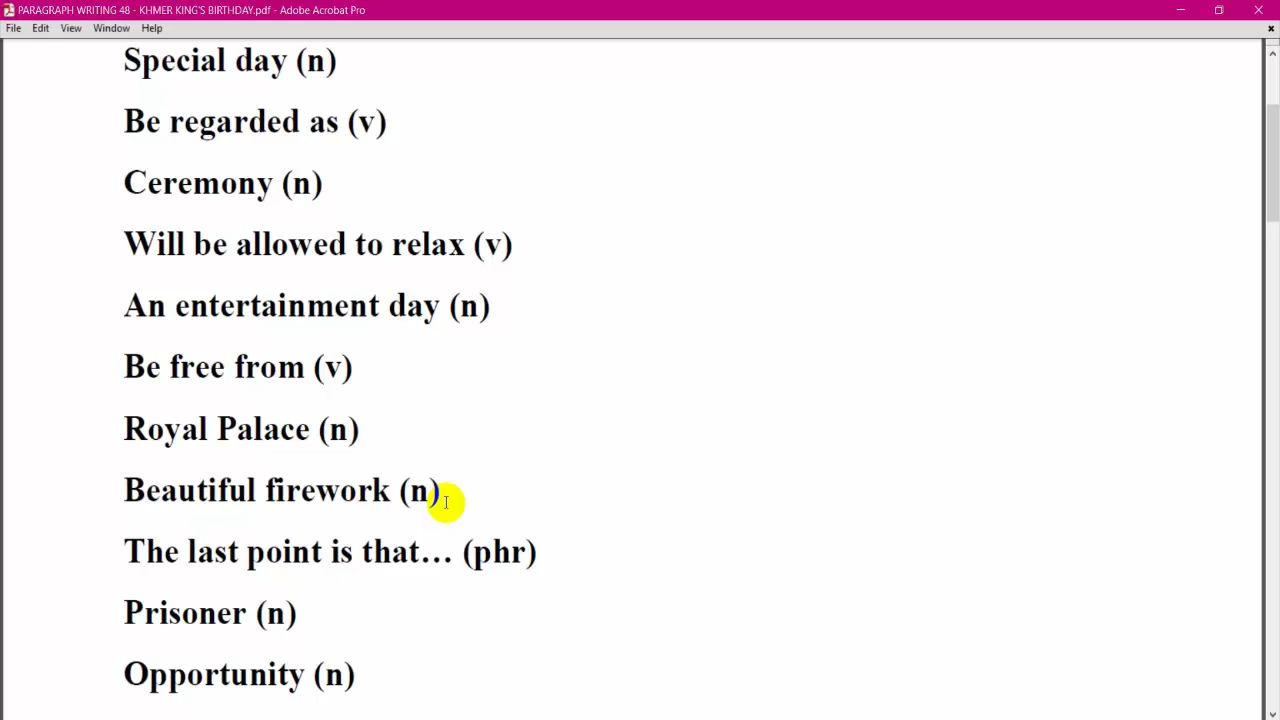 PARAGRAPH WRITING 48 - KHMER KING'S BIRTHDAY.pdf - Adobe Acrobat Pro
File Edit View Window Help
Special day (n)
Be regarded as (v)
Ceremony (n)
Will be allowed to relax (v)
An entertainment day (n)
Be free from (v)
Royal Palace (n)
Beautiful firework (n)
The last point is that… (phr)
Prisoner (n)
Opportunity (n)